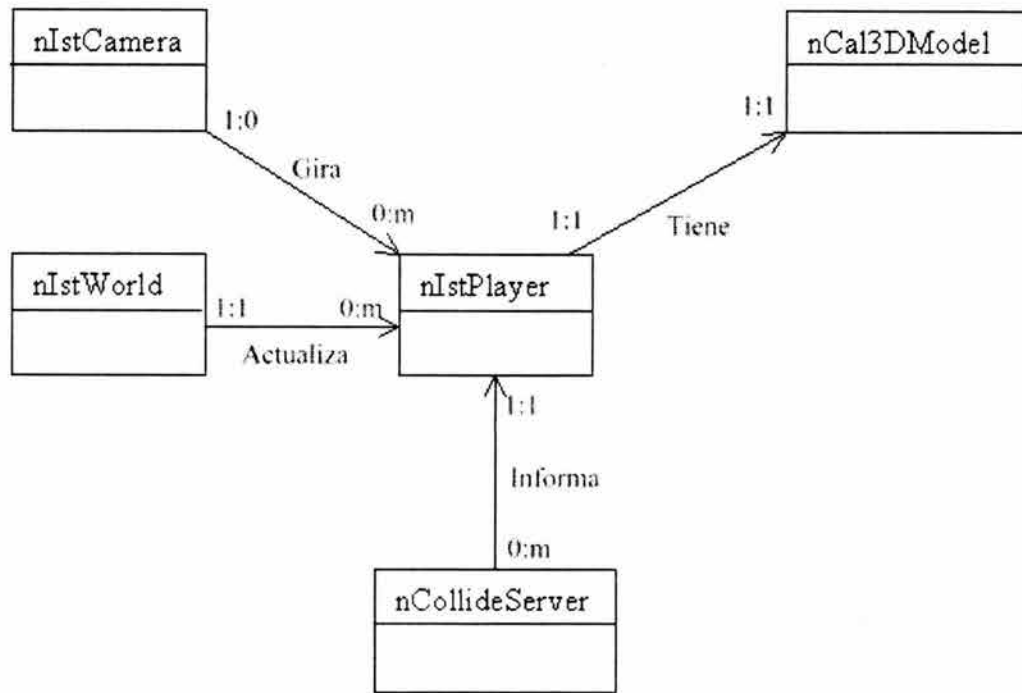 nIstCamera
nCal3DModel
1:0
1:1
Gira
0:m
1:1
Tiene
nIstWorld
nIstPlayer
1:1
0:m
Actualiza
1:1
Informa
0:m
nCollideServer